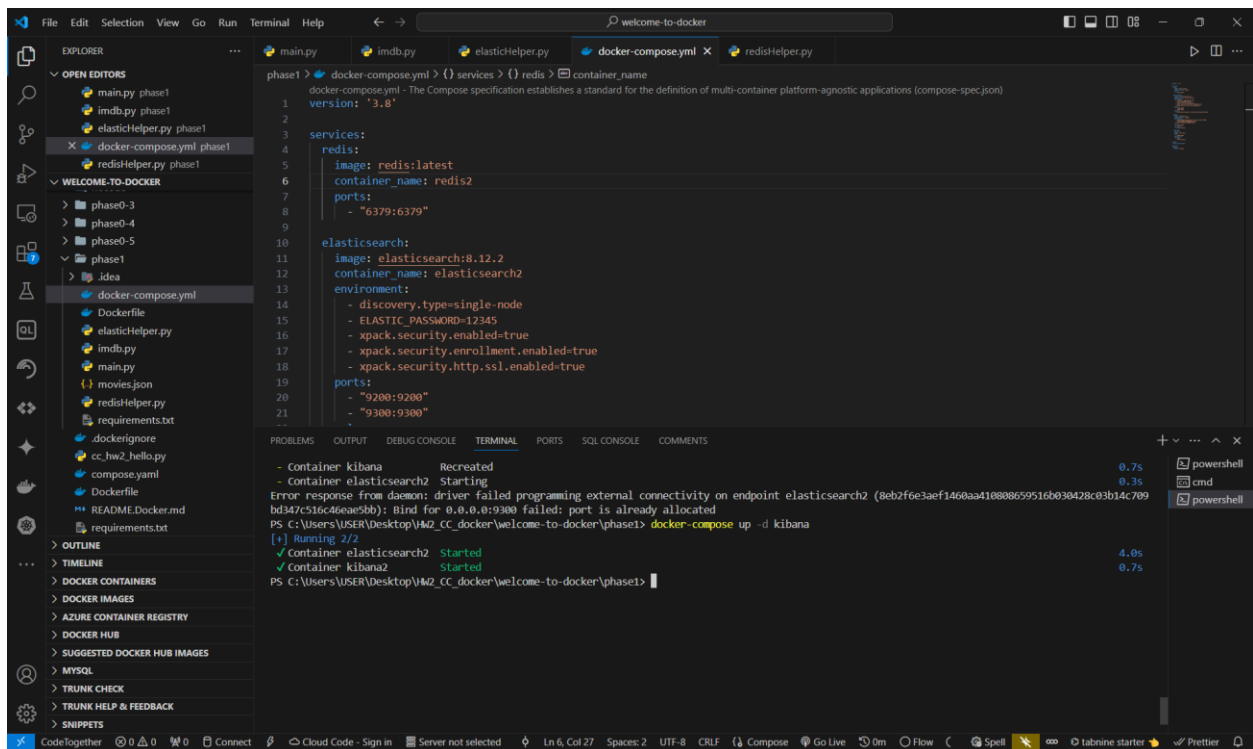 File Edit Selection View Go Run Terminal Help
welcome-to-docker
EXPLORER
OPEN EDITORS
main.py phase1
imdb.py phase1
elasticHelper.py phase1
docker-compose.yml phase1
redisHelper.py phase1
WELCOME-TO-DOCKER
phase0-3
phase0-4
phase0-5
phase1
.idea
docker-compose.yml
Dockerfile
elasticHelper.py
imdb.py
main.py
movies.json
redisHelper.py
requirements.txt
.dockerignore
cc_hw2_hello.py
compose.yaml
Dockerfile
README.Docker.md
requirements.txt
OUTLINE
TIMELINE
DOCKER CONTAINERS
DOCKER IMAGES
AZURE CONTAINER REGISTRY
DOCKER HUB
SUGGESTED DOCKER HUB IMAGES
MYSQL
TRUNK CHECK
TRUNK HELP & FEEDBACK
SNIPPETS
main.py imdb.py elasticHelper.py docker-compose.yml redisHelper.py
phase1 > docker-compose.yml > {} services > {} redis > container_name
docker-compose.yml - The Compose specification establishes a standard for the definition of multi-container platform-agnostic applications (compose-spec.json)
1 version: '3.8'
2
3 services:
4 redis:
5 image: redis:latest
6 container_name: redis2
7 ports:
8 - "6379:6379"
9
10 elasticsearch:
11 image: elasticsearch:8.12.2
12 container_name: elasticsearch2
13 environment:
14 - discovery.type=single-node
15 - ELASTIC_PASSWORD=12345
16 - xpack.security.enabled=true
17 - xpack.security.enrollment.enabled=true
18 - xpack.security.http.ssl.enabled=true
19 ports:
20 - "9200:9200"
21 - "9300:9300"
PROBLEMS OUTPUT DEBUG CONSOLE TERMINAL PORTS SQL CONSOLE COMMENTS
- Container kibana Recreated 0.7s
- Container elasticsearch2 Starting 0.3s
Error response from daemon: driver failed programming external connectivity on endpoint elasticsearch2 (8eb2f6e3aef1460aa410808659516b030428c03b14c709
bd347c516c46eae5bb): Bind for 0.0.0.0:9300 failed: port is already allocated
PS C:\Users\USER\Desktop\HW2_CC_docker\welcome-to-docker\phase1> docker-compose up -d kibana
[+] Running 2/2
✓ Container elasticsearch2 Started 4.0s
✓ Container kibana2 Started 0.7s
PS C:\Users\USER\Desktop\HW2_CC_docker\welcome-to-docker\phase1>
powershell
cmd
powershell
QL
7
CodeTogether 0 0 0 Connect Cloud Code - Sign in Server not selected Ln 6, Col 27 Spaces: 2 UTF-8 CRLF Compose Go Live 0m Flow Spell tabnine starter Prettier